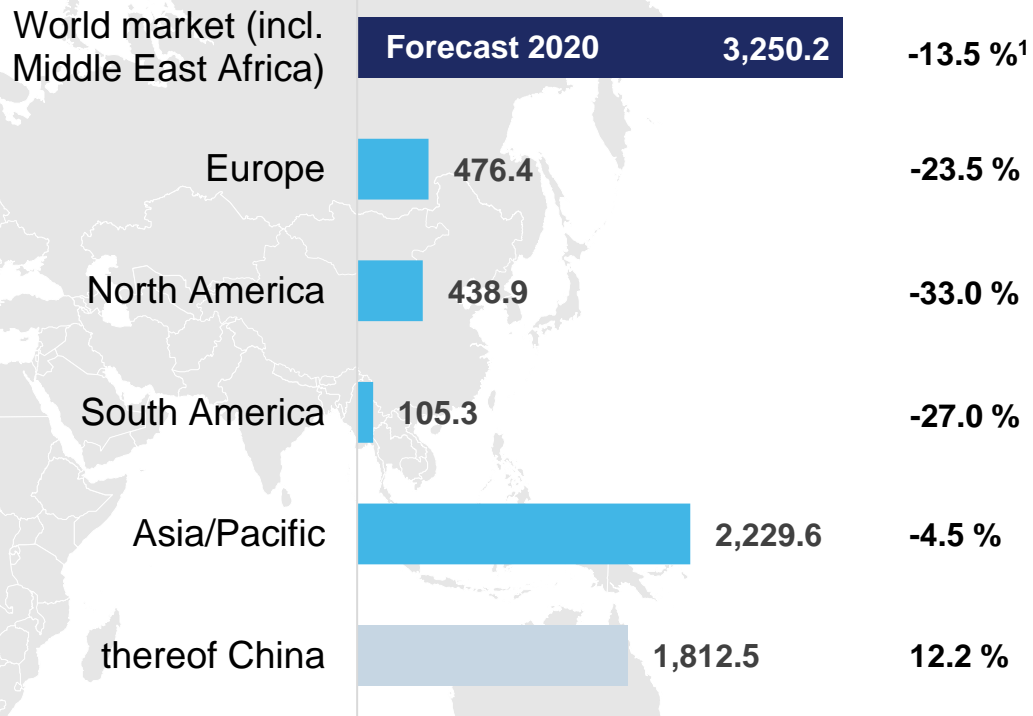 World market (incl.
Middle East Africa) Forecast 2020 3,250.2 -13.5 %¹
Europe 476.4 -23.5 %
North America 438.9 -33.0 %
South America 105.3 -27.0 %
Asia/Pacific 2,229.6 -4.5 %
thereof China 1,812.5 12.2 %